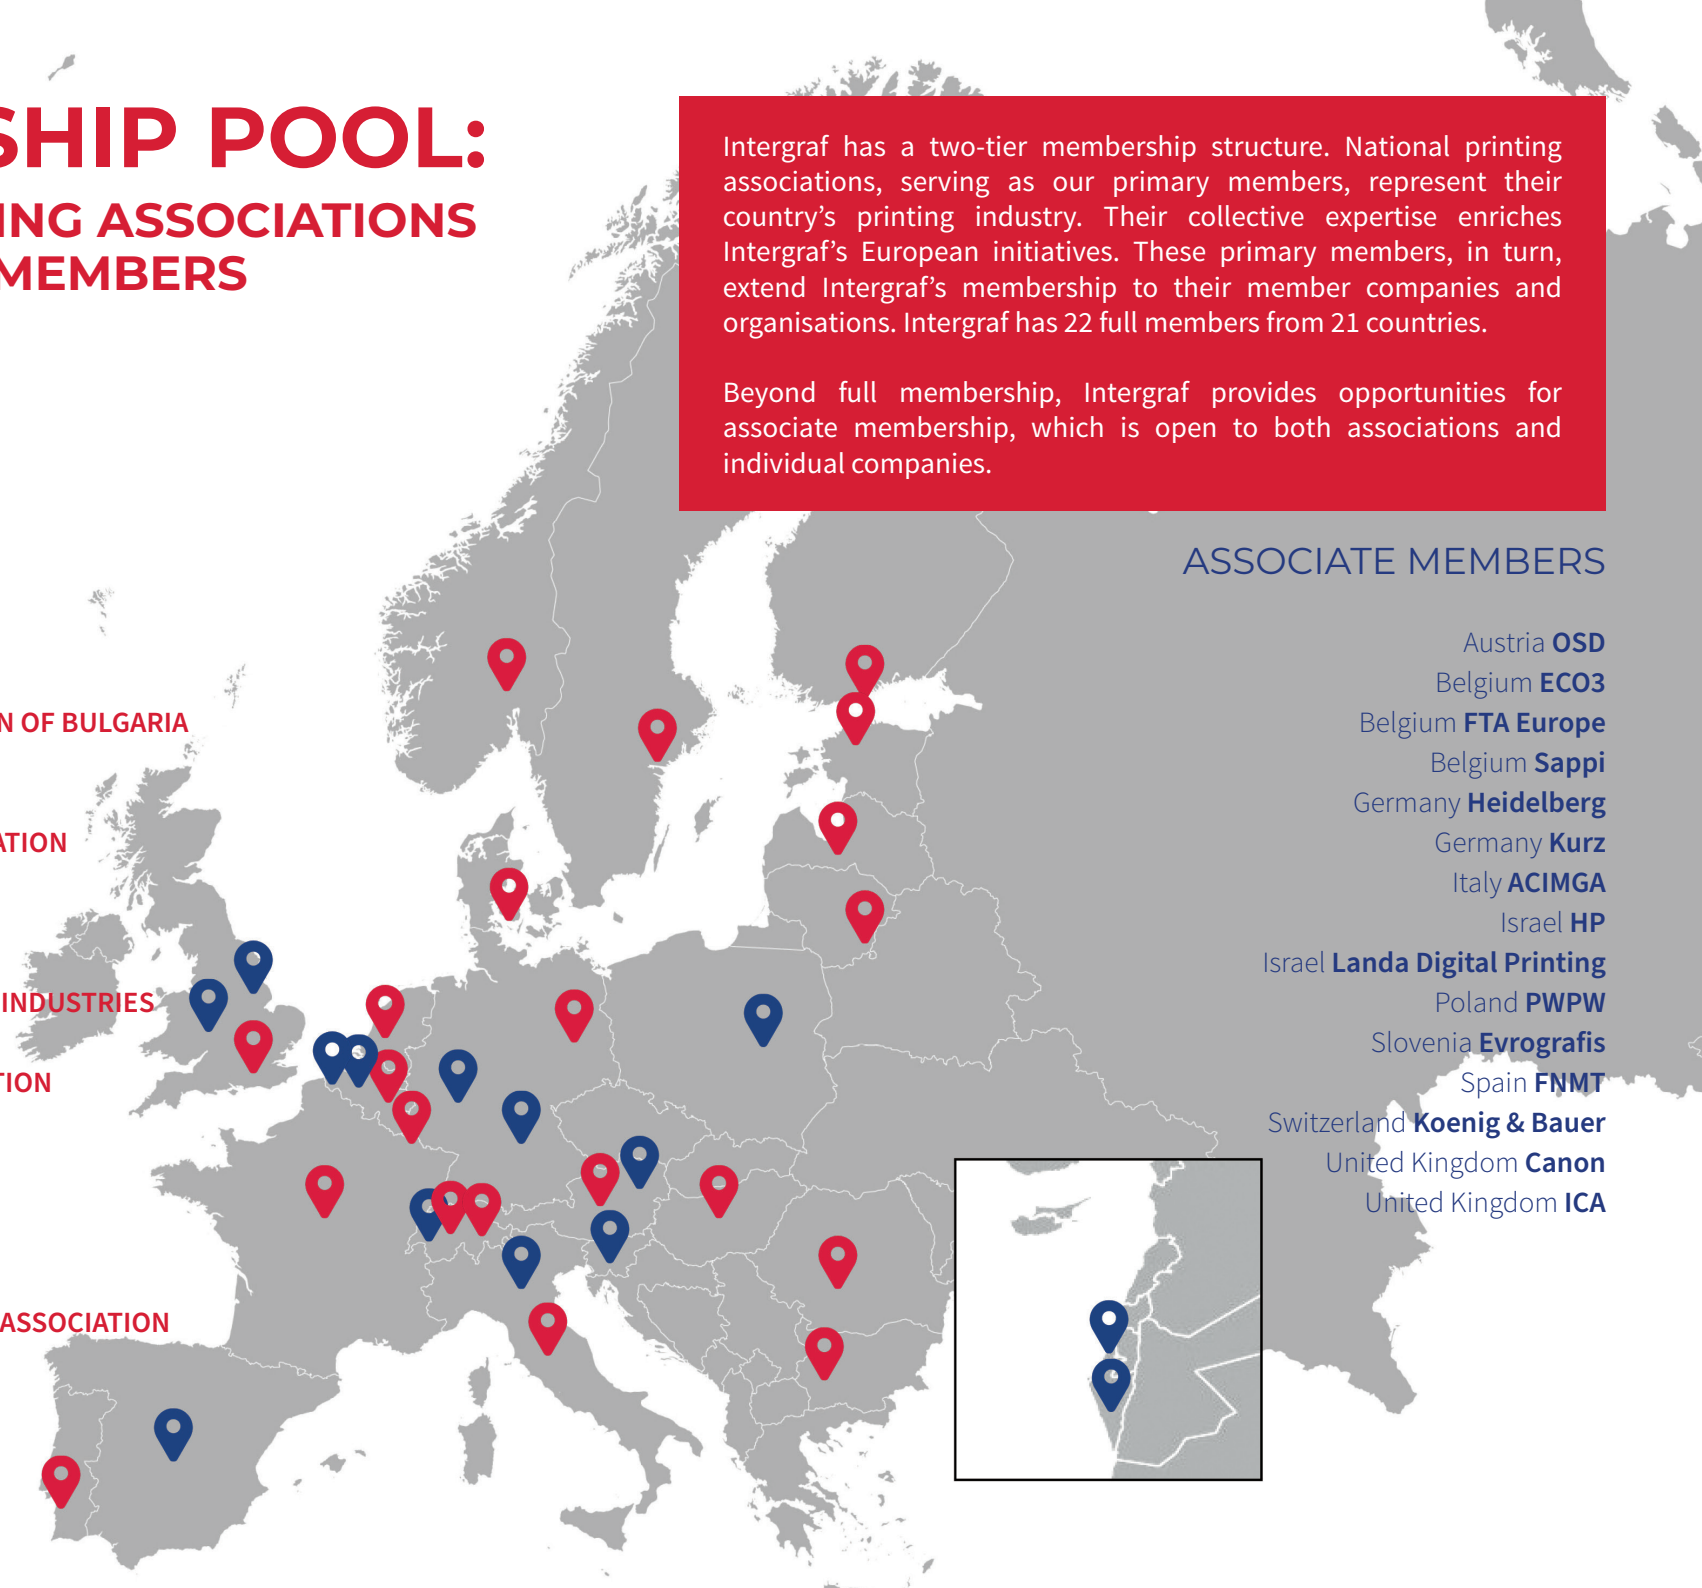 SHIP POOL:
ING ASSOCIATIONS
MEMBERS
Intergraf has a two-tier membership structure. National printing
associations, serving as our primary members, represent their
country’s printing industry. Their collective expertise enriches
Intergraf’s European initiatives. These primary members, in turn,
extend Intergraf’s membership to their member companies and
organisations. Intergraf has 22 full members from 21 countries.
Beyond full membership, Intergraf provides opportunities for
associate membership, which is open to both associations and
individual companies.
N OF BULGARIA
ATION
INDUSTRIES
TION
ASSOCIATION
ASSOCIATE MEMBERS
Austria OSD
Belgium ECO3
Belgium FTA Europe
Belgium Sappi
Germany Heidelberg
Germany Kurz
Italy ACIMGA
Israel HP
Israel Landa Digital Printing
Poland PWPW
Slovenia Evrografis
Spain FNMT
Switzerland Koenig & Bauer
United Kingdom Canon
United Kingdom ICA